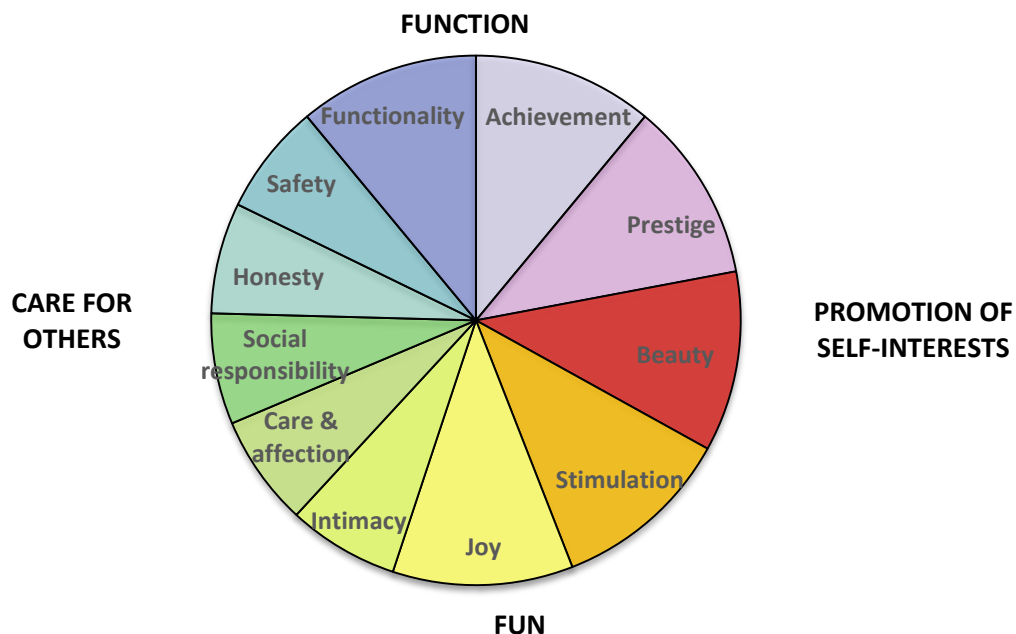 FUNCTION
Functionality
Achievement
Safety
Prestige
Honesty
CARE FOR
OTHERS
PROMOTION OF
SELF-INTERESTS
Social
responsibility
Beauty
Care &
affection
Stimulation
Intimacy
Joy
FUN